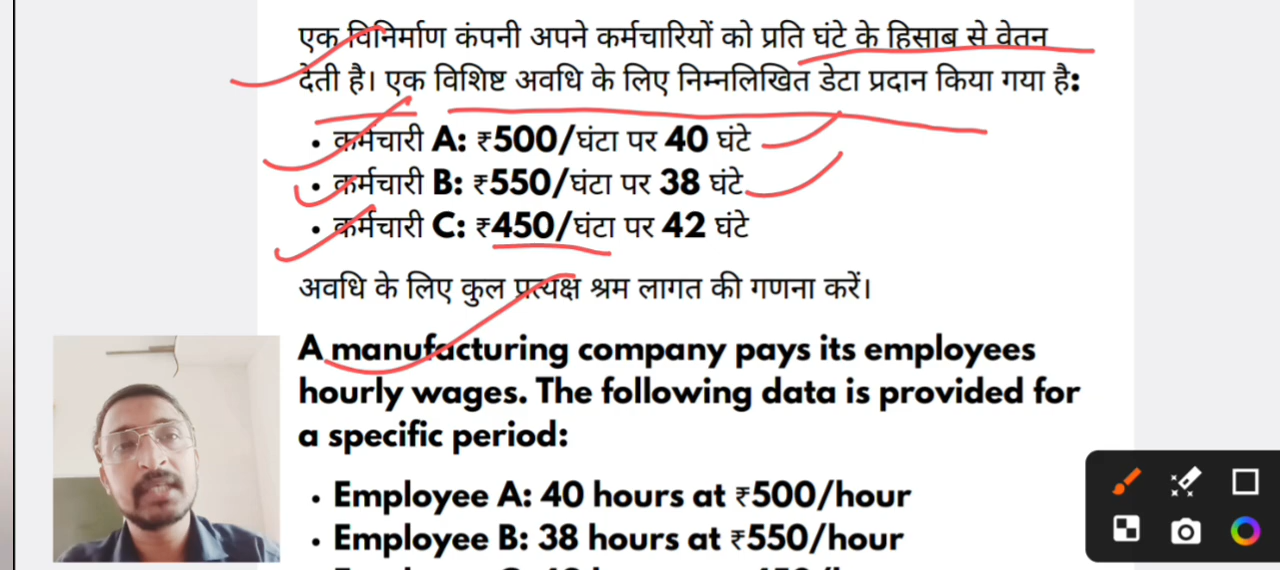 एक विनिर्माण कंपनी अपने कर्मचारियों को प्रति घंटे के हिसाब से वेतन
देती है। एक विशिष्ट अवधि के लिए निम्नलिखित डेटा प्रदान किया गया है:
• कर्मचारी A: ₹500/घंटा पर 40 घंटे
• कर्मचारी B: ₹550/घंटा पर 38 घंटे
• कर्मचारी C: ₹450/घंटा पर 42 घंटे
अवधि के लिए कुल प्रत्यक्ष श्रम लागत की गणना करें।
A manufacturing company pays its employees
hourly wages. The following data is provided for
a specific period:
• Employee A: 40 hours at ₹500/hour
• Employee B: 38 hours at ₹550/hour